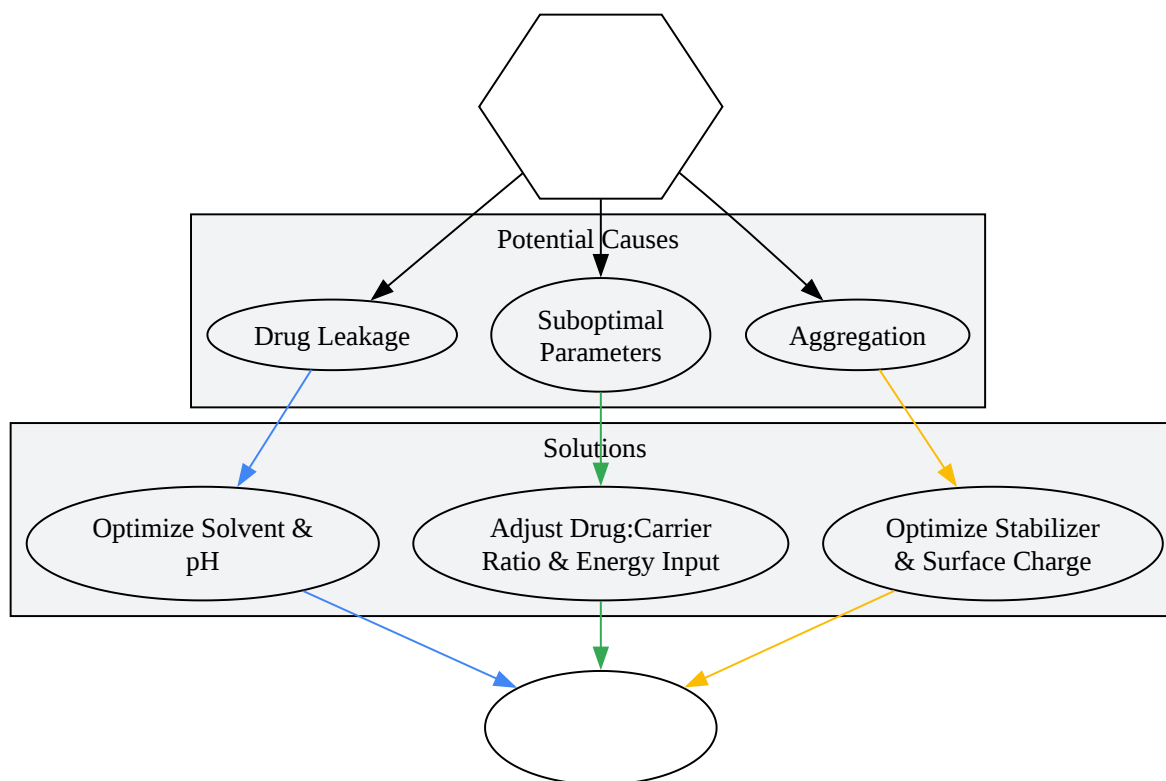 Potential Causes
Drug Leakage
Suboptimal
Parameters
Aggregation
Solutions
Optimize Solvent &
pH
Adjust Drug:Carrier
Ratio & Energy Input
Optimize Stabilizer
& Surface Charge